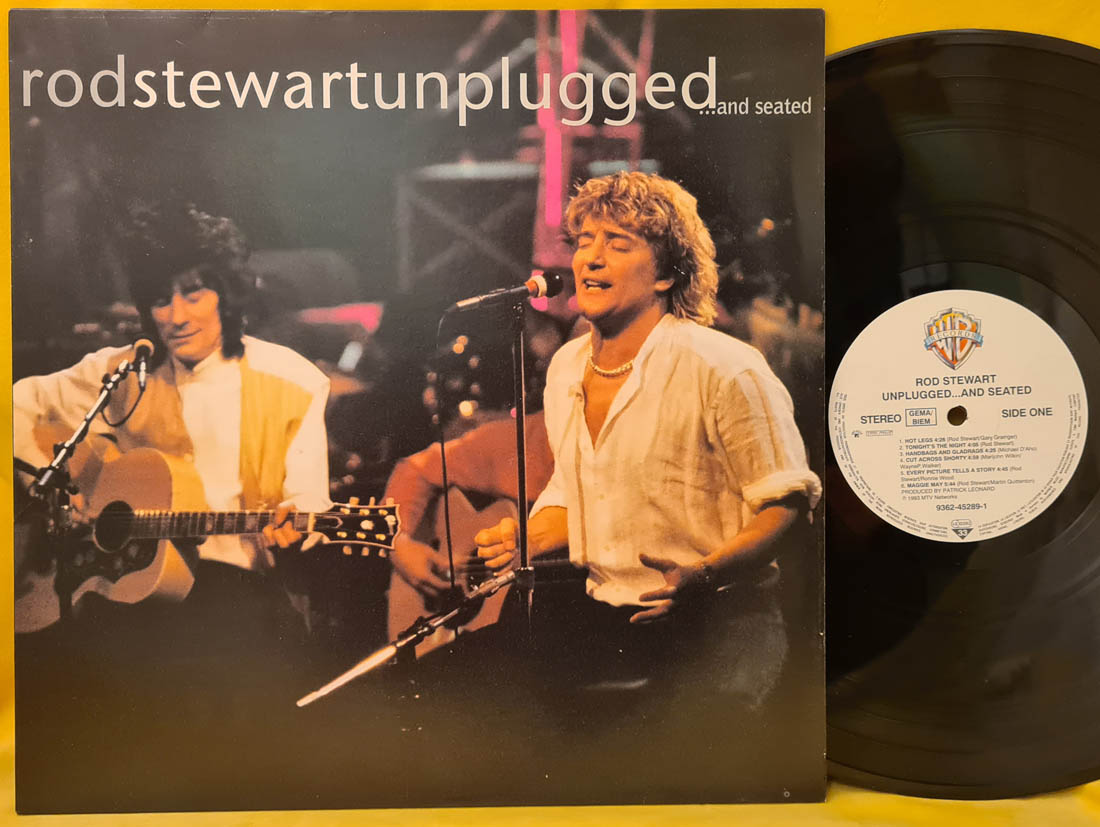 rodstewartunplugged
...and seated
WB
RECORDS
ROD STEWART
UNPLUGGED...AND SEATED
STEREO
GEMA/
BIEM
SIDE ONE
1. HOT LEGS 4:26 (Rod Stewart/Gary Grainger)
2. TONIGHT'S THE NIGHT 4:05 (Rod Stewart)
3. HANDBAGS AND GLADRAGS 4:25 (Michael D'Abo)
4. CUT ACROSS SHORTY 4:58 (Marijohn Wilkin/
Wayne P. Walker)
5. EVERY PICTURE TELLS A STORY 4:45 (Rod
Stewart/Ronnie Wood)
6. MAGGIE MAY 5:44 (Rod Stewart/Martin Quittenton)
PRODUCED BY PATRICK LEONARD
℗ 1993 MTV Networks
9362-45289-1
33